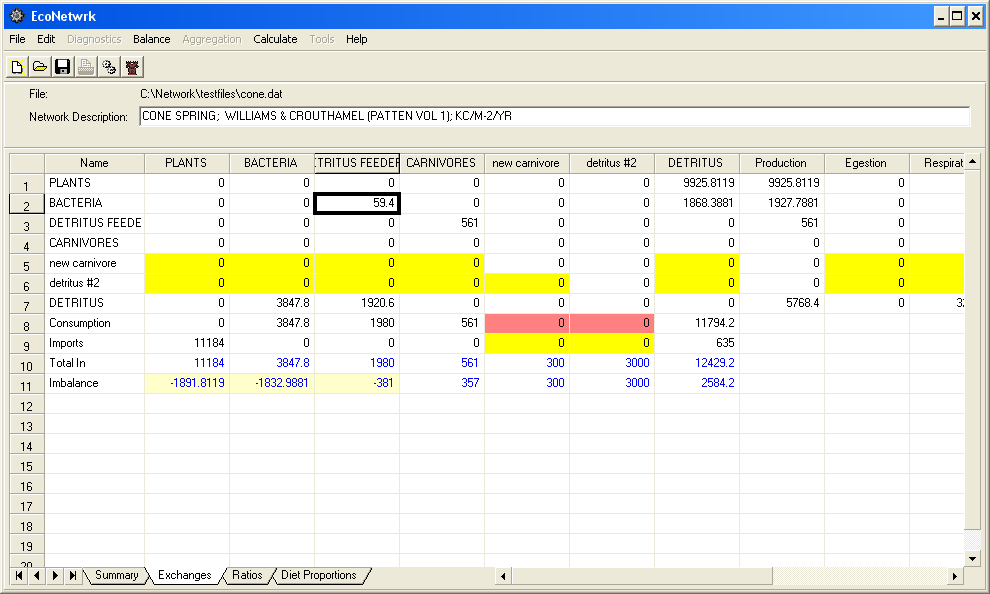 EcoNetwrk
File Edit Diagnostics Balance Aggregation Calculate Tools Help
File: C:\Network\testfiles\cone.dat
Network Description: CONE SPRING; WILLIAMS & CROUTHAMEL (PATTEN VOL 1); KC/M-2/YR
Name PLANTS BACTERIA TRITUS FEEDER CARNIVORES new carnivore detritus #2 DETRITUS Production Egestion Respirat
1 PLANTS 0 0 0 0 0 0 9925.8119 9925.8119 0
2 BACTERIA 0 0 59.4 0 0 0 1868.3881 1927.7881 0
3 DETRITUS FEEDE 0 0 0 561 0 0 0 561 0
4 CARNIVORES 0 0 0 0 0 0 0 0 0
5 new carnivore 0 0 0 0 0 0 0 0 0
6 detritus #2 0 0 0 0 0 0 0 0 0
7 DETRITUS 0 3847.8 1920.6 0 0 0 0 5768.4 0 32
8 Consumption 0 3847.8 1980 561 0 0 11794.2
9 Imports 11184 0 0 0 0 0 635
10 Total In 11184 3847.8 1980 561 300 3000 12429.2
11 Imbalance -1891.8119 -1832.9881 -381 357 300 3000 2584.2
12
13
14
15
16
17
18
19
20
Summary Exchanges Ratios Diet Proportions